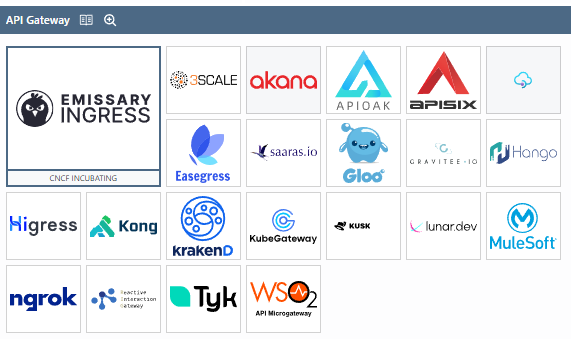 API Gateway
EMISSARY
INGRESS
CNCF INCUBATING
3SCALE
akana
APIOAK
APISIX
Easegress
saaras.io
Gloo
GRAVITEE.IO
Hango
Higress
Kong
KrakenD
KubeGateway
KUSK
lunar.dev
MuleSoft
ngrok
Reactive
Interaction
Gateway
Tyk
WSO2
API Microgateway